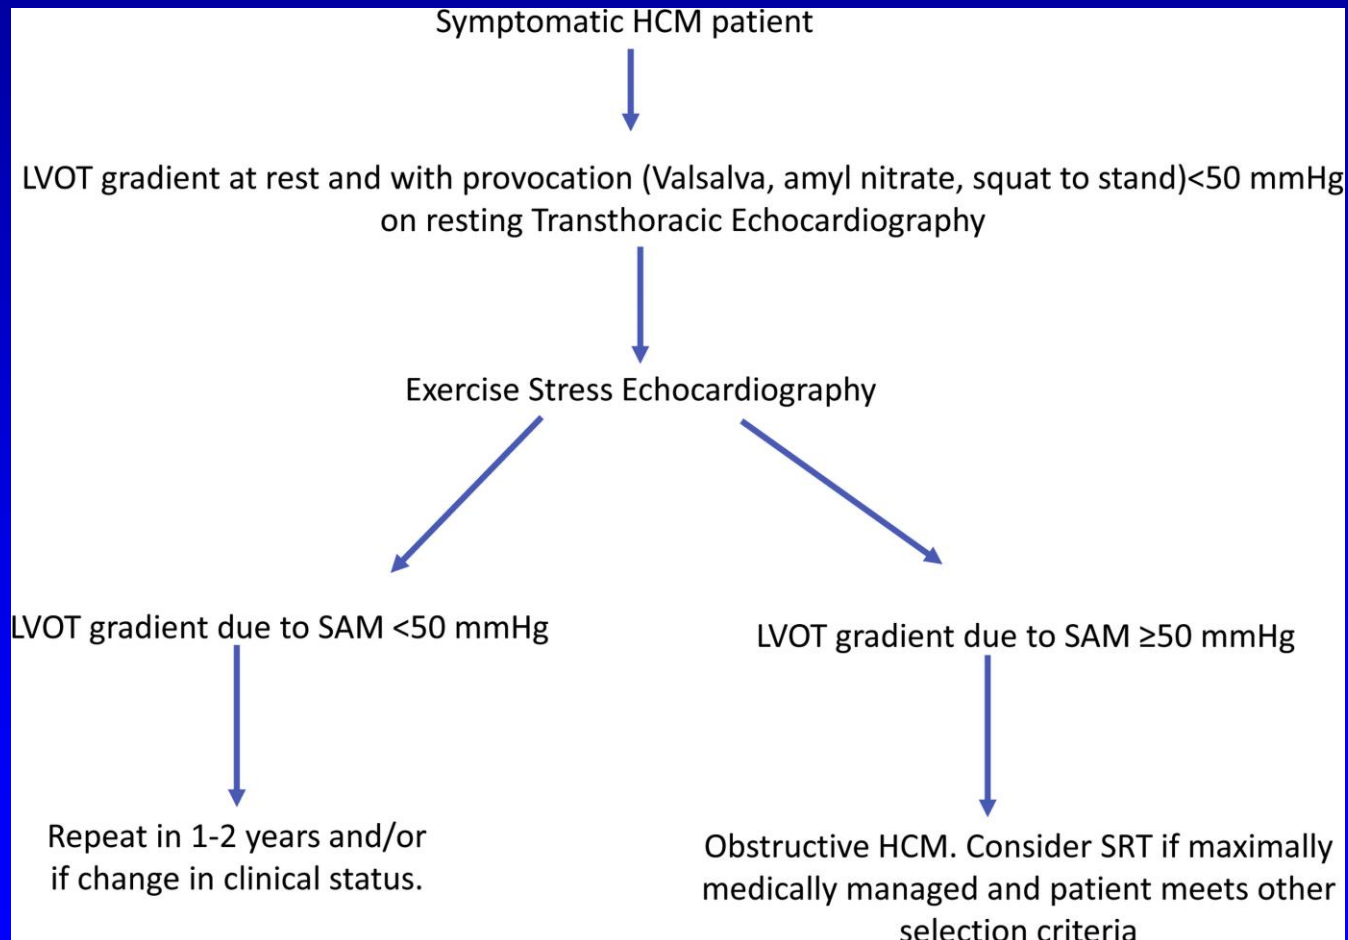 Symptomatic HCM patient
LVOT gradient at rest and with provocation (Valsalva, amyl nitrate, squat to stand)<50 mmHg
on resting Transthoracic Echocardiography
Exercise Stress Echocardiography
LVOT gradient due to SAM <50 mmHg
LVOT gradient due to SAM ≥50 mmHg
Repeat in 1-2 years and/or
if change in clinical status.
Obstructive HCM. Consider SRT if maximally
medically managed and patient meets other
selection criteria